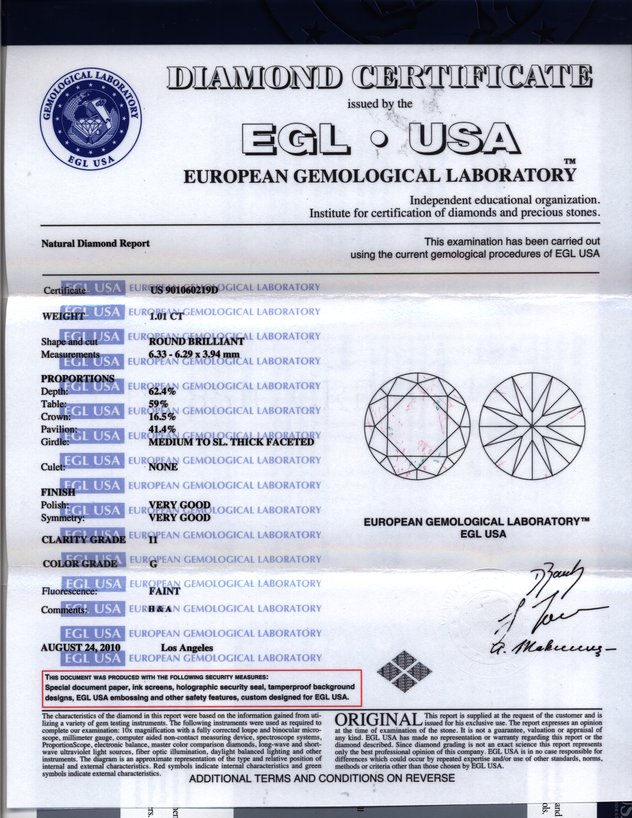 GEMOLOGICAL LABORATORY
EGL USA
DIAMOND CERTIFICATE
issued by the
EGL • USA
EUROPEAN GEMOLOGICAL LABORATORY™
Independent educational organization.
Institute for certification of diamonds and precious stones.
Natural Diamond Report
This examination has been carried out
using the current gemological procedures of EGL USA
Certificate US 901060219D
WEIGHT 1.01 CT
Shape and cut ROUND BRILLIANT
Measurements 6.33 - 6.29 x 3.94 mm
PROPORTIONS
Depth: 62.4%
Table: 59%
Crown: 16.5%
Pavilion: 41.4%
Girdle: MEDIUM TO SL. THICK FACETED
Culet: NONE
FINISH
Polish: VERY GOOD
Symmetry: VERY GOOD
CLARITY GRADE I1
COLOR GRADE G
Fluorescence: FAINT
Comments: H & A
AUGUST 24, 2010 Los Angeles
EGL USA EUROPEAN GEMOLOGICAL LABORATORY
EUROPEAN GEMOLOGICAL LABORATORY™
EGL USA
THIS DOCUMENT WAS PRODUCED WITH THE FOLLOWING SECURITY MEASURES:
Special document paper, ink screens, holographic security seal, tamperproof background
designs, EGL USA embossing and other safety features, custom designed for EGL USA.
The characteristics of the diamond in this report were based on the information gained from uti-
lizing a variety of gem testing instruments. The following instruments were used to
complete our examination: 10x magnification with a fully corrected loupe and binocular micro-
scope, millimeter gauge, computer aided non-contact measuring device, spectroscope systems,
ProportionScope, electronic balance, master color comparison diamonds, long-wave and short-
wave ultraviolet light sources, fiber optic illumination, daylight balanced lighting and other
instruments. The diagram is an approximate representation of the type and relative position of
internal and external characteristics. Red symbols indicate internal characteristics and green
symbols indicate external characteristics.
ORIGINAL This report is supplied at the request of the customer and is
issued for his exclusive use. The report expresses an opinion
at the time of examination of the stone. It is not a guarantee, valuation or appraisal of
any kind. EGL USA has made no representation or warranty regarding this report or the
diamond described. Since diamond grading is not an exact science this report represents
only the best professional opinion of this company. EGL USA is in no case responsible for
differences which could occur by repeated expertise and/or use of other standards, norms,
methods or criteria other than those chosen by EGL USA.
ADDITIONAL TERMS AND CONDITIONS ON REVERSE